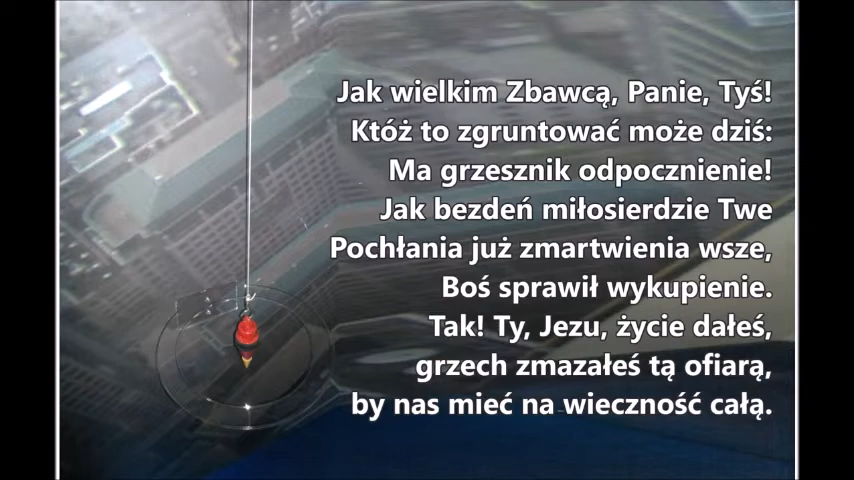 Jak wielkim Zbawcą, Panie, Tyś!
Któż to zgruntować może dziś:
Ma grzesznik odpocznienie!
Jak bezdeń miłosierdzie Twe
Pochłania już zmartwienia wsze,
Boś sprawił wykupienie.
Tak! Ty, Jezu, życie dałeś,
grzech zmazałeś tą ofiarą,
by nas mieć na wieczność całą.